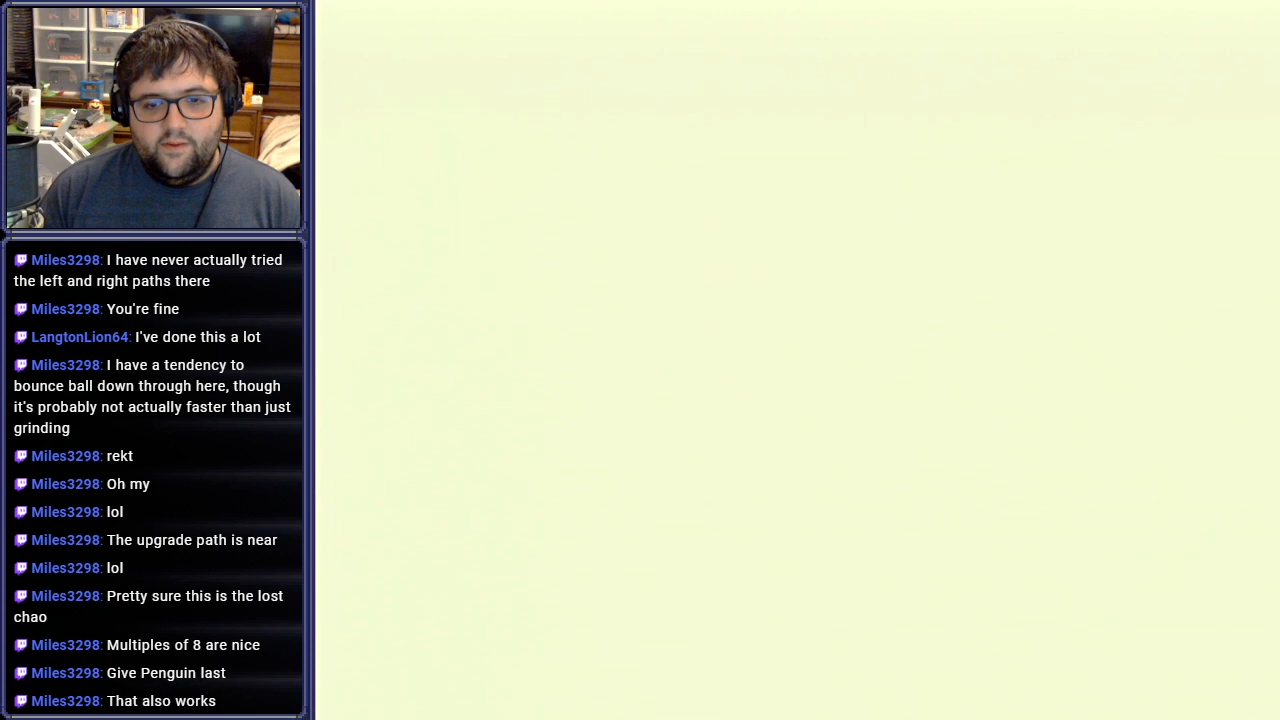 Miles3298: I have never actually tried
the left and right paths there
Miles3298: You're fine
LangtonLion64: I've done this a lot
Miles3298: I have a tendency to
bounce ball down through here, though
it's probably not actually faster than just
grinding
Miles3298: rekt
Miles3298: Oh my
Miles3298: lol
Miles3298: The upgrade path is near
Miles3298: lol
Miles3298: Pretty sure this is the lost
chao
Miles3298: Multiples of 8 are nice
Miles3298: Give Penguin last
Miles3298: That also works